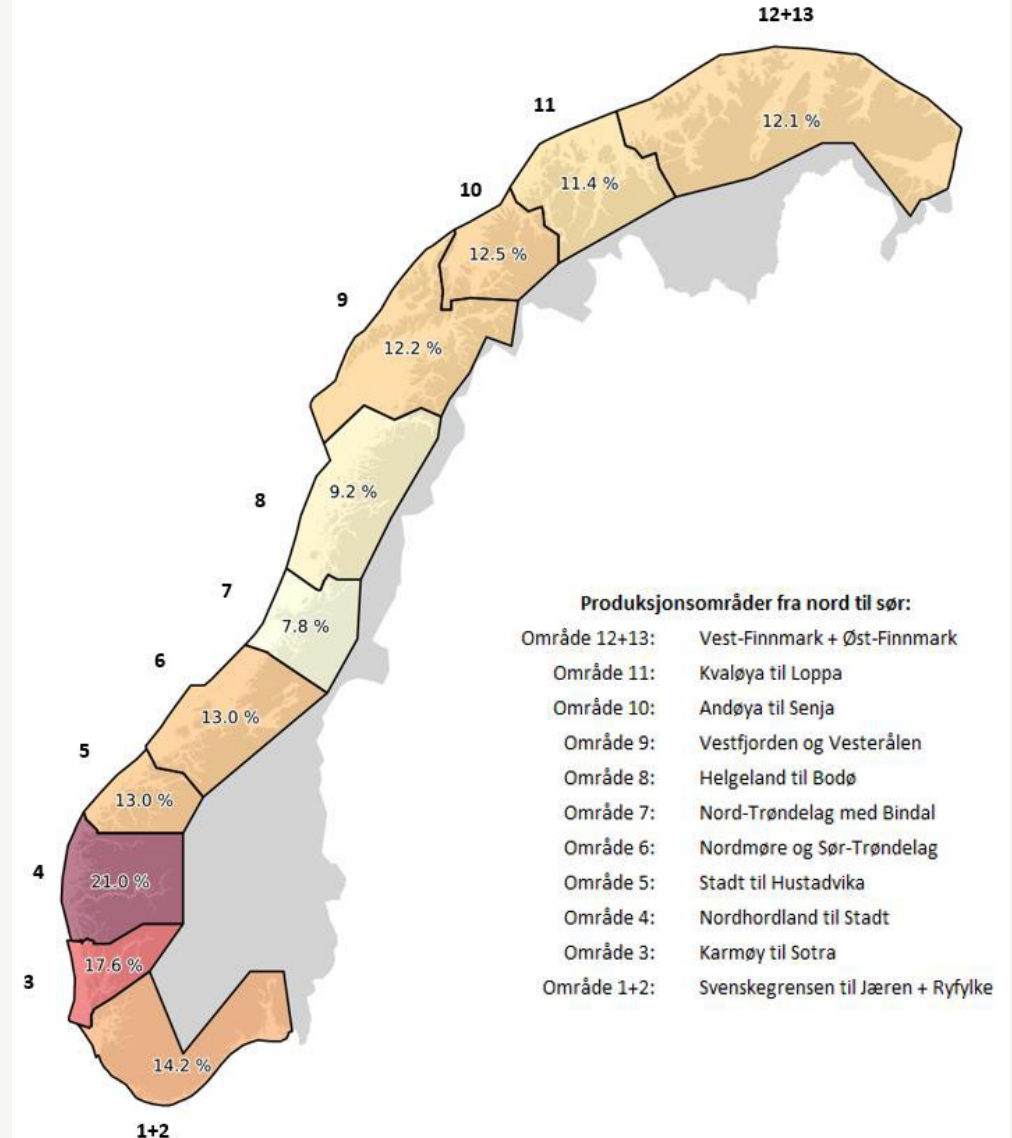 12+13
12.1 %
11
11.4 %
10
12.5 %
9
12.2 %
8
9.2 %
7
7.8 %
6
13.0 %
5
13.0 %
4
21.0 %
3
17.6 %
14.2 %
1+2
Produksjonsområder fra nord til sør:
Område 12+13: Vest-Finnmark + Øst-Finnmark
Område 11: Kvaløya til Loppa
Område 10: Andøya til Senja
Område 9: Vestfjorden og Vesterålen
Område 8: Helgeland til Bodø
Område 7: Nord-Trøndelag med Bindal
Område 6: Nordmøre og Sør-Trøndelag
Område 5: Stadt til Hustadvika
Område 4: Nordhordland til Stadt
Område 3: Karmøy til Sotra
Område 1+2: Svenskegrensen til Jæren + Ryfylke